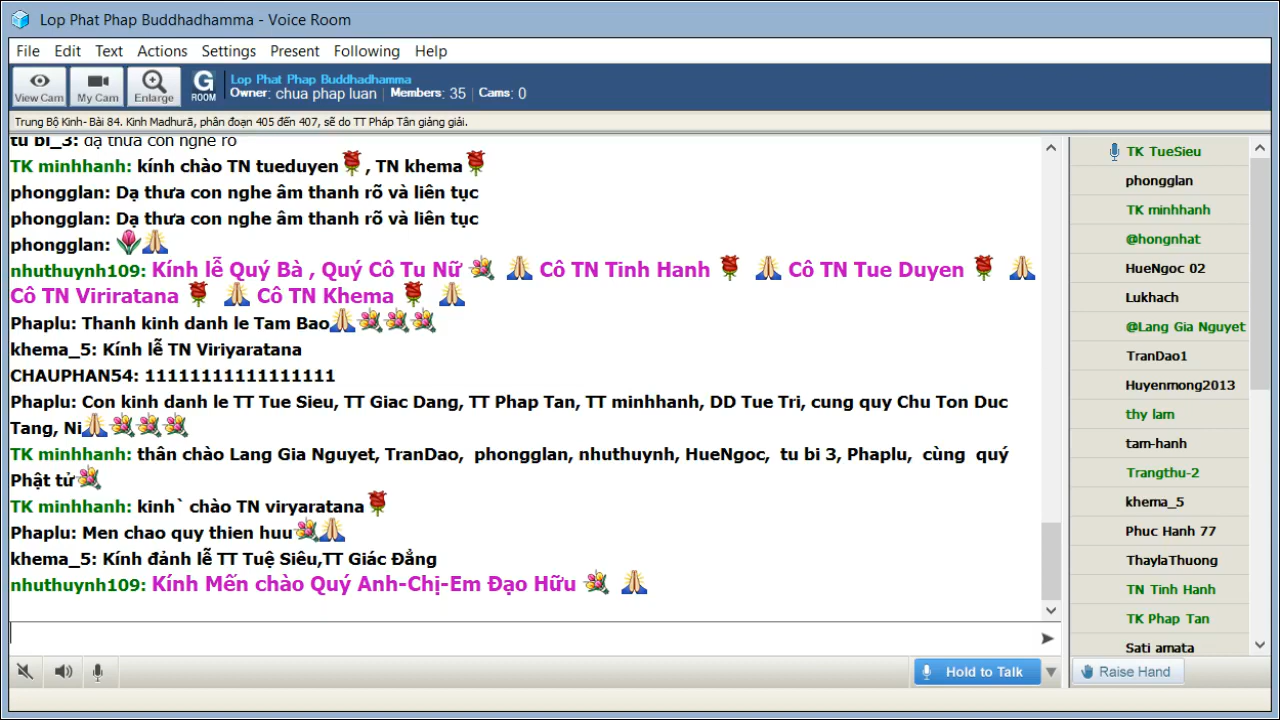 Lop Phat Phap Buddhadhamma - Voice Room
File Edit Text Actions Settings Present Following Help
View Cam My Cam Enlarge G ROOM
Lop Phat Phap Buddhadhamma
Owner: chua phap luan Members: 35 Cams: 0
Trung Bộ Kinh- Bài 84. Kinh Madhurā, phân đoạn 405 đến 407, sẽ do TT Pháp Tân giảng giải.
tu bi_3: dạ thưa con nghe rõ
TK minhhanh: kính chào TN tueduyen🌹, TN khema🌹
phongglan: Dạ thưa con nghe âm thanh rõ và liên tục
phongglan: Dạ thưa con nghe âm thanh rõ và liên tục
phongglan: 🌷🙏
nhuthuynh109: Kính lễ Quý Bà , Quý Cô Tu Nữ 💐 🙏 Cô TN Tinh Hanh 🌹 🙏 Cô TN Tue Duyen 🌹 🙏
Cô TN Viriratana 🌹 🙏 Cô TN Khema 🌹 🙏
Phaplu: Thanh kinh danh le Tam Bao🙏💐💐💐
khema_5: Kính lễ TN Viriyaratana
CHAUPHAN54: 11111111111111111
Phaplu: Con kinh danh le TT Tue Sieu, TT Giac Dang, TT Phap Tan, TT minhhanh, DD Tue Tri, cung quy Chu Ton Duc
Tang, Ni🙏💐💐💐
TK minhhanh: thân chào Lang Gia Nguyet, TranDao, phongglan, nhuthuynh, HueNgoc, tu bi 3, Phaplu, cùng quý
Phật tử💐
TK minhhanh: kinh` chào TN viryaratana🌹
Phaplu: Men chao quy thien huu💐🙏
khema_5: Kính đảnh lễ TT Tuệ Siêu,TT Giác Đẳng
nhuthuynh109: Kính Mến chào Quý Anh-Chị-Em Đạo Hữu 💐 🙏
Hold to Talk
TK TueSieu
phongglan
TK minhhanh
@hongnhat
HueNgoc 02
Lukhach
@Lang Gia Nguyet
TranDao1
Huyenmong2013
thy lam
tam-hanh
Trangthu-2
khema_5
Phuc Hanh 77
ThaylaThuong
TN Tinh Hanh
TK Phap Tan
Sati amata
Raise Hand